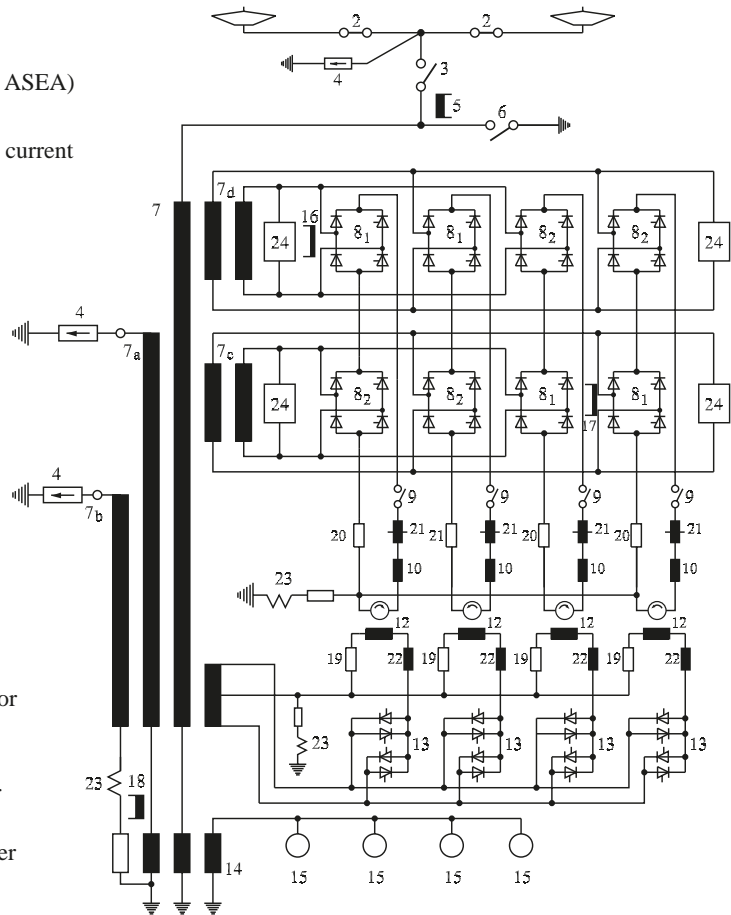 2 2
4
3
ASEA)
5
6
current
7
7d
16
24 8₁ 8₁ 8₂ 8₂ 24
4
7a
7c
24 8₂ 8₂ 8₁ 8₁ 24
17
4
7b
9 9 9 9
20 21 21 21 20 21 20 21
10 10 10 10
23
12 12 12 12
19 22 19 22 19 22 19 22
or
23
13 13 13 13
23 18
.
er
14
15 15 15 15